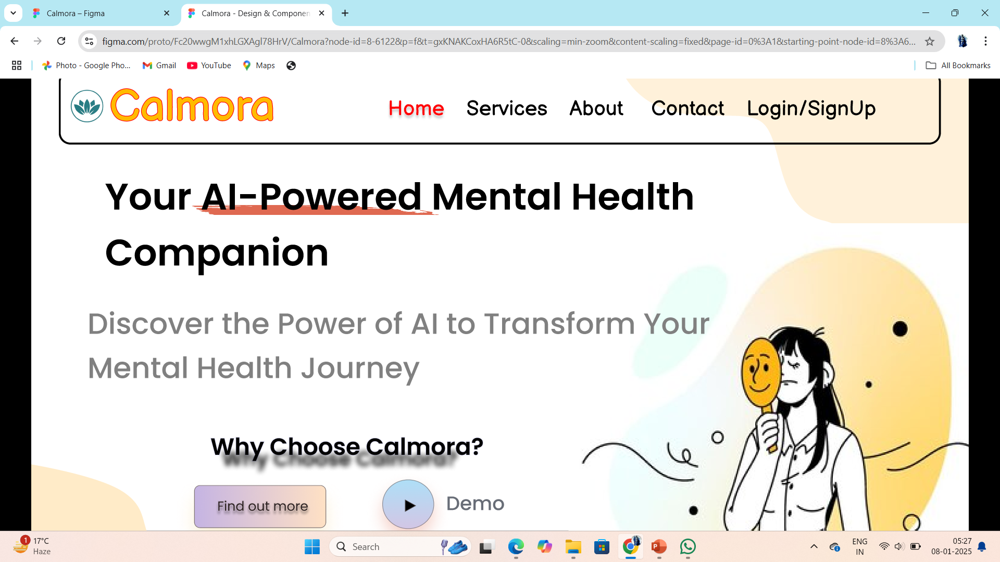 Calmora – Figma
Calmora - Design & Componen
figma.com/proto/Fc20wwgM1xhLGXAgl78HrV/Calmora?node-id=8-6122&p=f&t=gxKNAKCoxHA6R5tC-0&scaling=min-zoom&content-scaling=fixed&page-id=0%3A1&starting-point-node-id=8%3A6...
Photo - Google Pho... Gmail YouTube Maps All Bookmarks
Calmora Home Services About Contact Login/SignUp
Your AI-Powered Mental Health
Companion
Discover the Power of AI to Transform Your
Mental Health Journey
Why Choose Calmora?
Find out more
Demo
1
17°C
Haze
Search
ENG
IN
05:27
08-01-2025